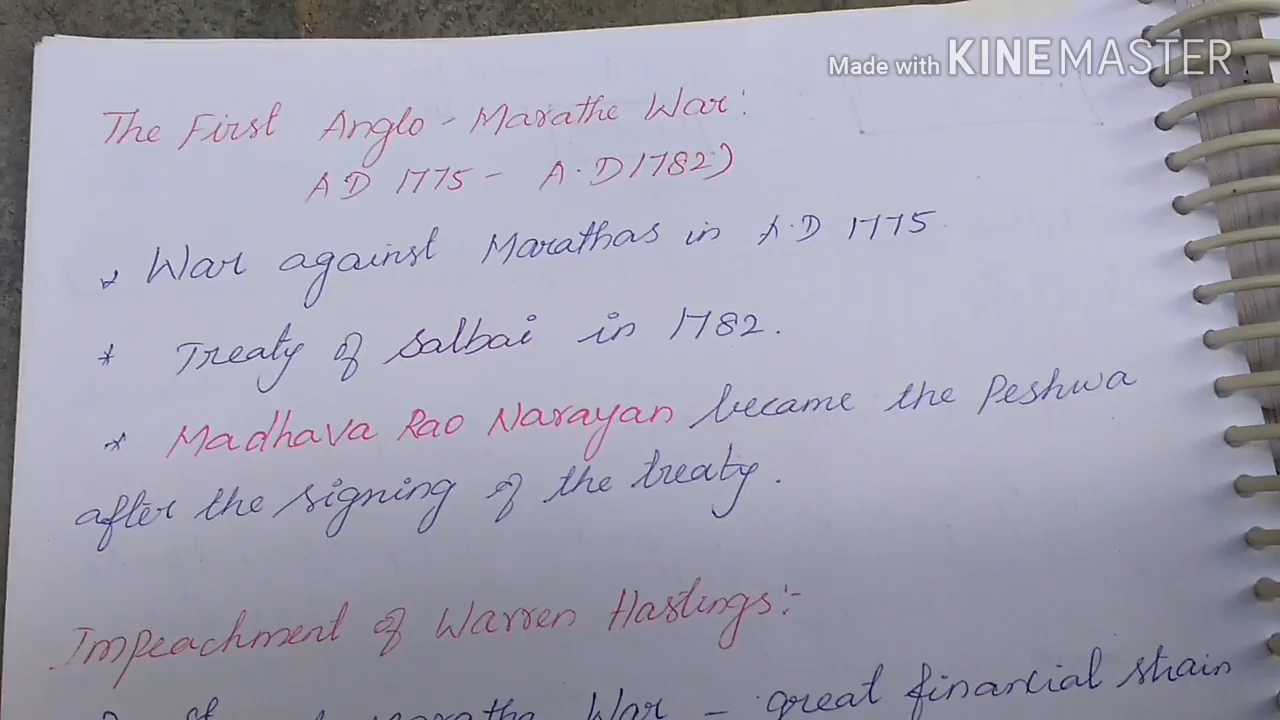 Made with KINEMASTER
The First Anglo - Marathe War:
AD 1775 - A.D 1782)
* War against Marathas in A.D 1775.
* Treaty of Salbai in 1782.
* Madhava Rao Narayan became the Peshwa
after the signing of the treaty.
Impeachment of Warren Hastings:-
War - great financial strain